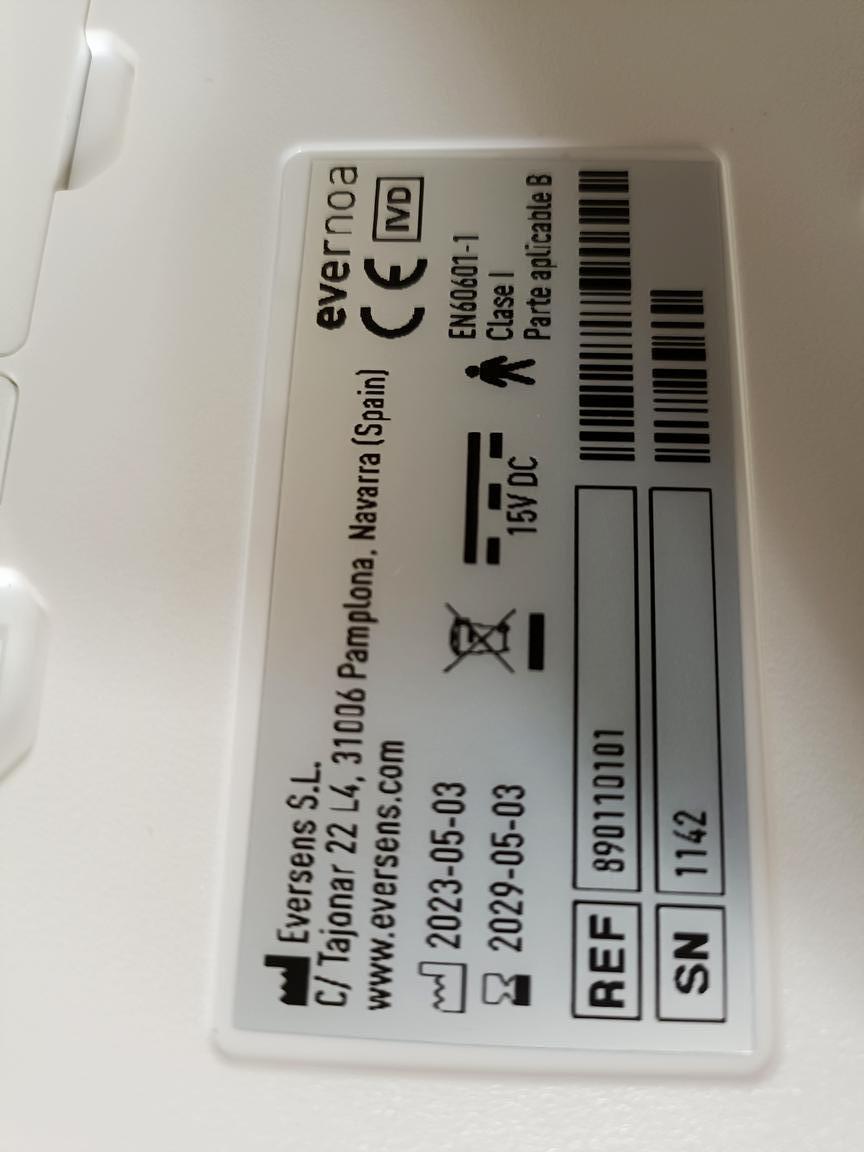 Eversens S.L.
evernoa
C/ Tajonar 22 L4, 31006 Pamplona, Navarra (Spain)
www.eversens.com
CE IVD
2023-05-03
2029-05-03
15V DC
EN60601-1
Clase I
Parte aplicable B
REF 890110101
SN 1142